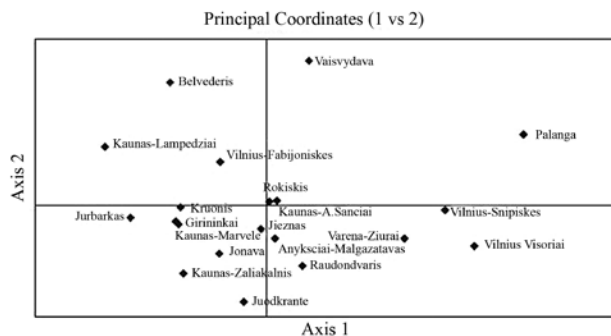 Principal Coordinates (1 vs 2)
Vaisvydava
Belvederis
Palanga
Kaunas-Lampedziai
Vilnius-Fabijoniskes
Rokiskis
Kruonis
Kaunas-A.Sanciai
Vilnius-Snipiskes
Jurbarkas
Girininkai
Jieznas
Kaunas-Marvele
Varena-Ziurai
Anyksciai-Malgazatavas
Vilnius Visoriai
Jonava
Raudondvaris
Kaunas-Zaliakalnis
Juodkrante
Axis 2
Axis 1